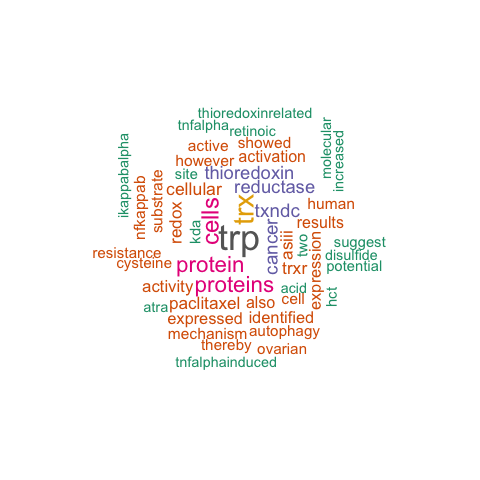 thioredoxinrelated
tnfalpha
retinoic
active
showed
however
activation
molecular
increased
ikappabalpha
nfkappab
substrate
site
thioredoxin
cellular
reductase
redox
kda
cells
trx
txndc
human
trp
cancer
asiii
two
results
expression
suggest
disulfide
potential
resistance
cysteine
protein
trxr
activity
proteins
acid
hct
atra
paclitaxel
also
cell
expressed
identified
mechanism
autophagy
thereby
ovarian
tnfalphainduced